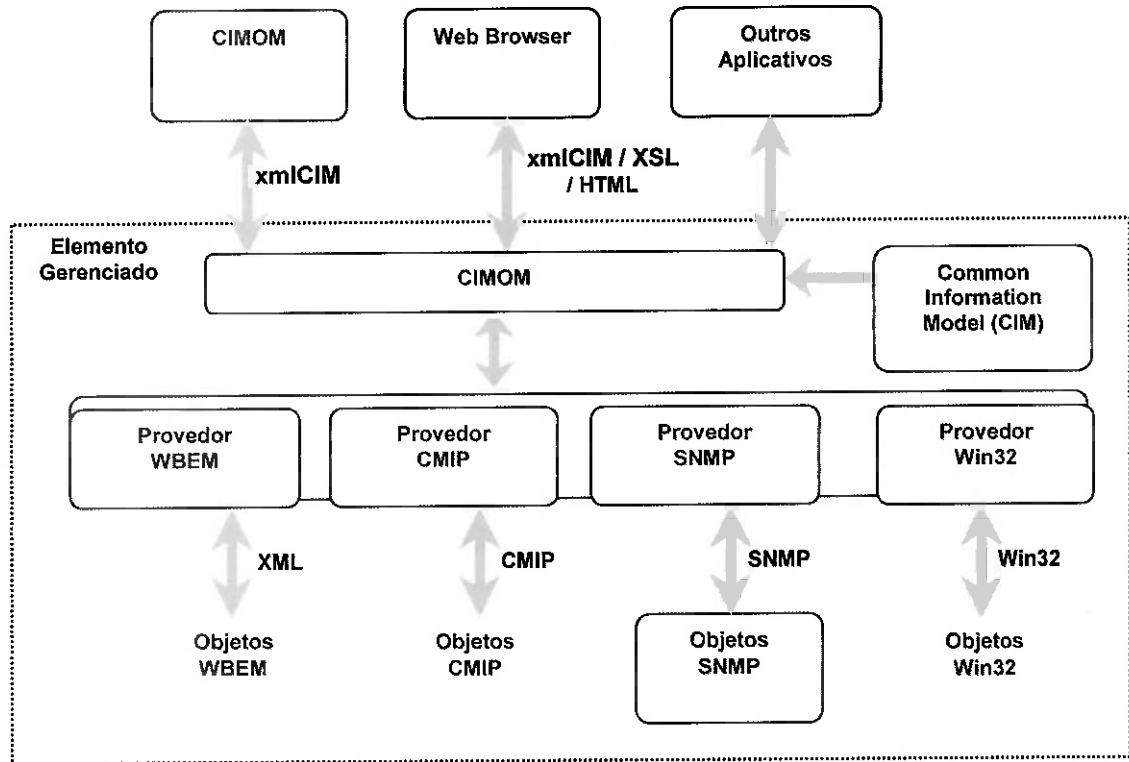 CIMOM
Web Browser
Outros
Aplicativos
xmlCIM
xmlCIM / XSL
/ HTML
Elemento
Gerenciado
CIMOM
Common
Information
Model (CIM)
Provedor
WBEM
Provedor
CMIP
Provedor
SNMP
Provedor
Win32
XML
CMIP
SNMP
Win32
Objetos
WBEM
Objetos
CMIP
Objetos
SNMP
Objetos
Win32